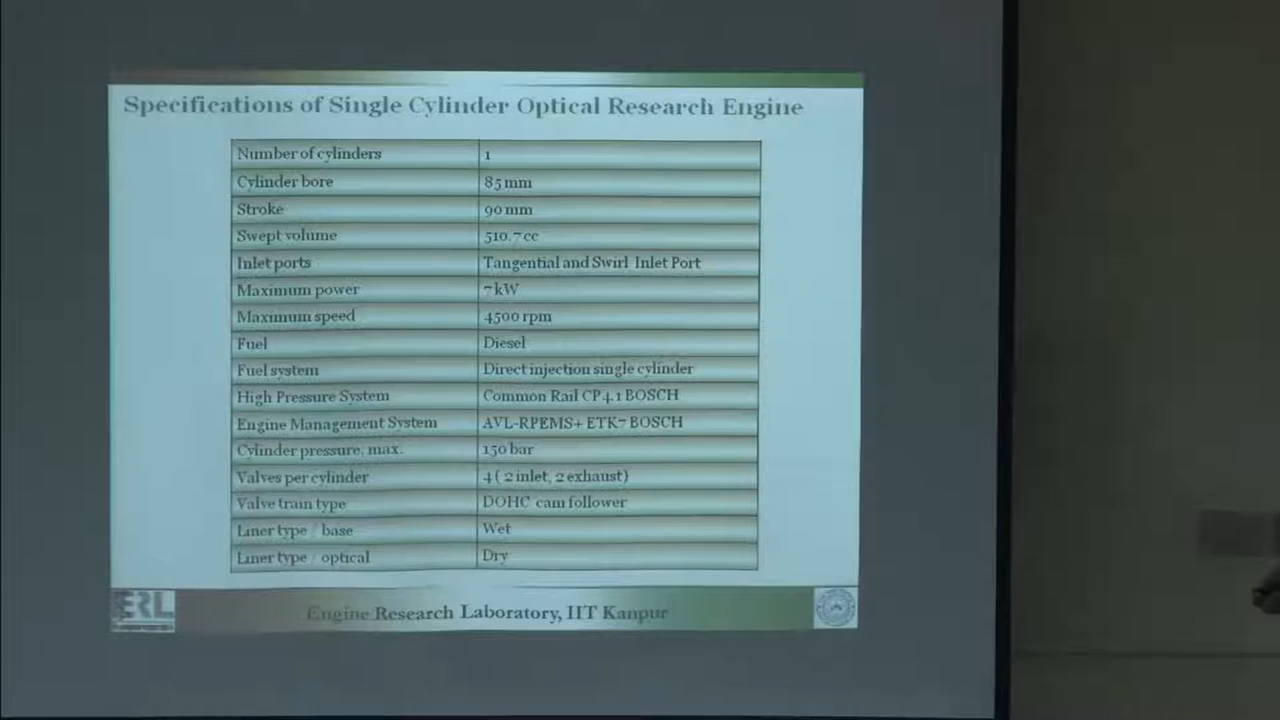 Specifications of Single Cylinder Optical Research Engine
Number of cylinders 1
Cylinder bore 85 mm
Stroke 90 mm
Swept volume 510.7 cc
Inlet ports Tangential and Swirl Inlet Port
Maximum power 7 kW
Maximum speed 4500 rpm
Fuel Diesel
Fuel system Direct injection single cylinder
High Pressure System Common Rail CP4.1 BOSCH
Engine Management System AVL-RPEMS+ ETK7 BOSCH
Cylinder pressure, max. 150 bar
Valves per cylinder 4 ( 2 inlet, 2 exhaust)
Valve train type DOHC cam follower
Liner type / base Wet
Liner type / optical Dry
ERL
Engine Research Laboratory, IIT Kanpur